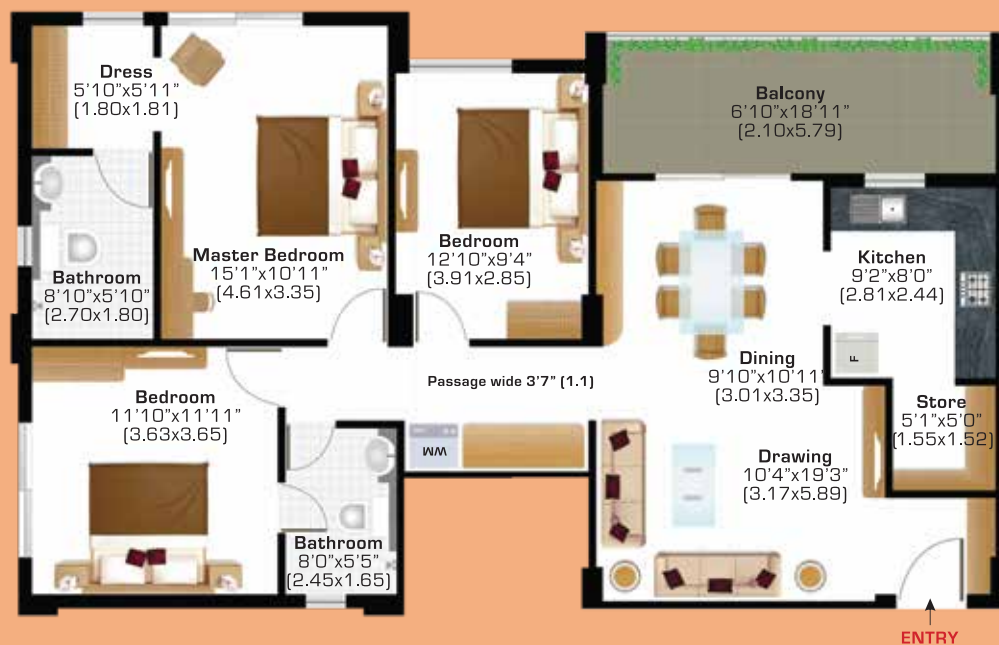 Dress
5'10"x5'11"
(1.80x1.81)
Balcony
6'10"x18'11"
(2.10x5.79)
Master Bedroom
15'1"x10'11"
(4.61x3.35)
Bedroom
12'10"x9'4"
(3.91x2.85)
Kitchen
9'2"x8'0"
(2.81x2.44)
Bathroom
8'10"x5'10"
(2.70x1.80)
F
Dining
9'10"x10'11"
(3.01x3.35)
Passage wide 3'7" (1.1)
Bedroom
11'10"x11'11"
(3.63x3.65)
Store
5'1"x5'0"
(1.55x1.52)
WM
Drawing
10'4"x19'3"
(3.17x5.89)
Bathroom
8'0"x5'5"
(2.45x1.65)
ENTRY